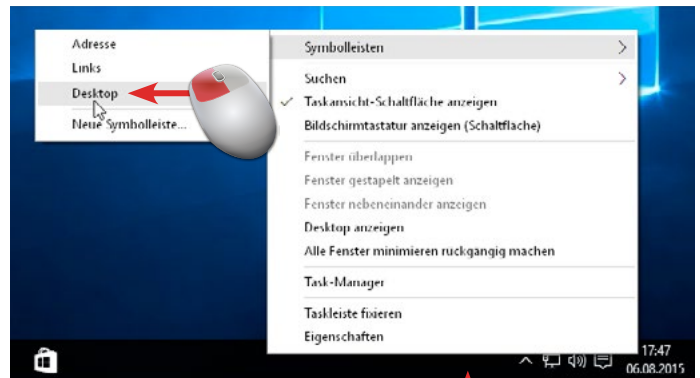 Adresse
Links
Desktop
Neue Symbolleiste...
Symbolleisten
Suchen
Taskansicht-Schaltfläche anzeigen
Bildschirmtastatur anzeigen (Schaltfläche)
Fenster überlappen
Fenster gestapelt anzeigen
Fenster nebeneinander anzeigen
Desktop anzeigen
Alle Fenster minimieren rückgängig machen
Task-Manager
Taskleiste fixieren
Eigenschaften
17:47
06.08.2015